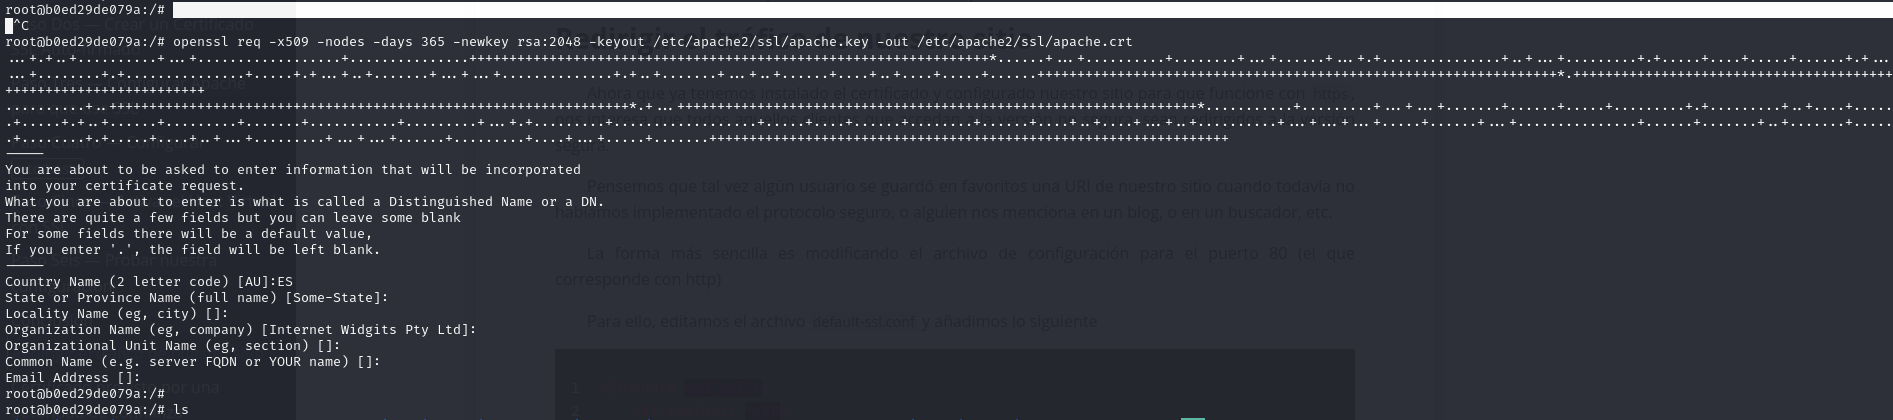 root@b0ed29de079a:/#
^C
root@b0ed29de079a:/# openssl req -x509 -nodes -days 365 -newkey rsa:2048 -keyout /etc/apache2/ssl/apache.key -out /etc/apache2/ssl/apache.crt
-----
You are about to be asked to enter information that will be incorporated
into your certificate request.
What you are about to enter is what is called a Distinguished Name or a DN.
There are quite a few fields but you can leave some blank
For some fields there will be a default value,
If you enter '.', the field will be left blank.
-----
Country Name (2 letter code) [AU]:ES
State or Province Name (full name) [Some-State]:
Locality Name (eg, city) []:
Organization Name (eg, company) [Internet Widgits Pty Ltd]:
Organizational Unit Name (eg, section) []:
Common Name (e.g. server FQDN or YOUR name) []:
Email Address []:
root@b0ed29de079a:/#
root@b0ed29de079a:/# ls
Ahora que ya tenemos instalado el certificado y configurado nuestro sitio para que funcione con https,
Pensemos que tal vez algún usuario se guardó en favoritos una URI de nuestro sitio cuando todavía no
habíamos implementado el protocolo seguro, o alguien nos menciona en un blog, o en un buscador, etc.
La forma mas sencilla es modificando el archivo de configuración para el puerto 80 (el que
corresponde con http)
Para ello, editamos el archivo default-ssl.conf y añadimos lo siguiente
1
2